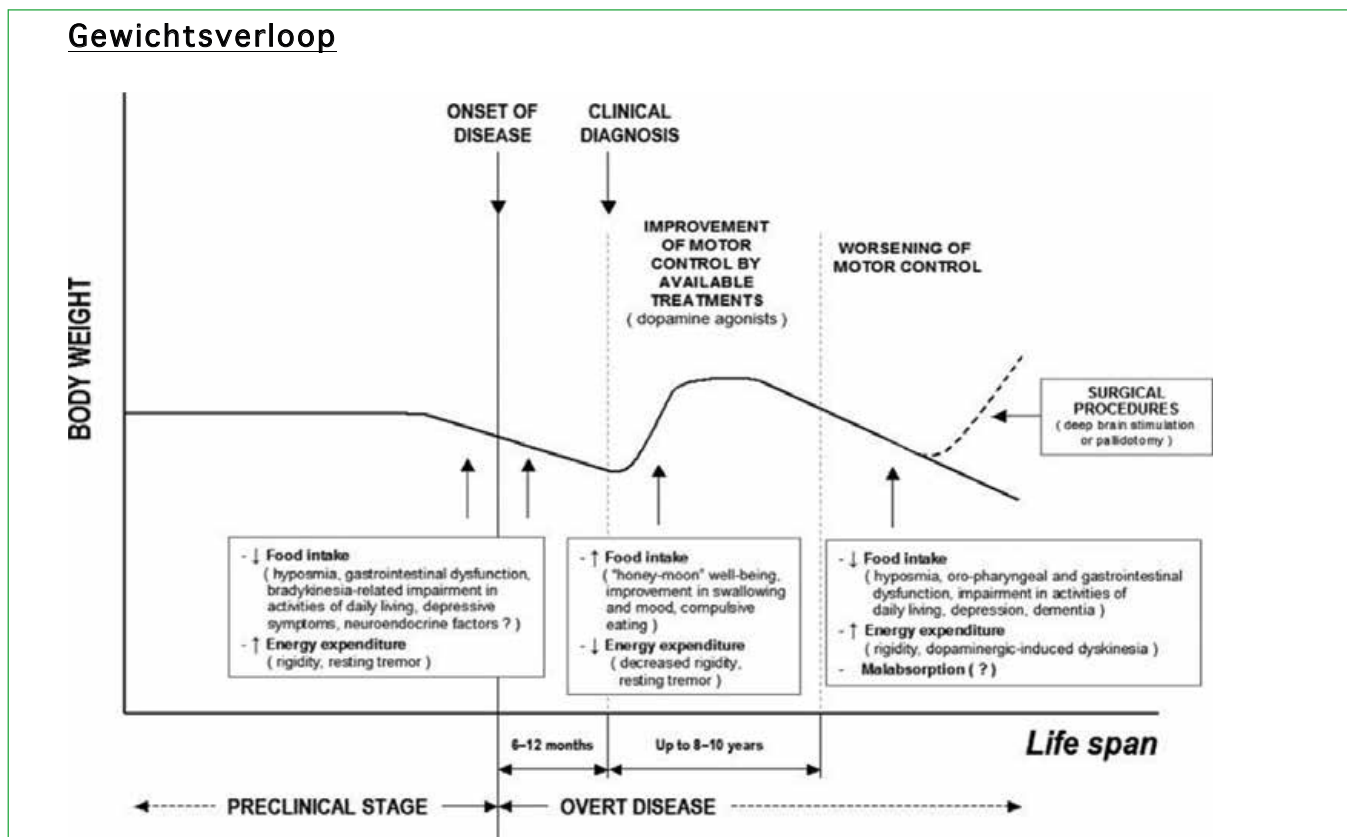 Gewichtsverloop
ONSET OF
DISEASE
CLINICAL
DIAGNOSIS
IMPROVEMENT
OF MOTOR
CONTROL BY
AVAILABLE
TREATMENTS
( dopamine agonists )
WORSENING OF
MOTOR CONTROL
BODY WEIGHT
SURGICAL
PROCEDURES
( deep brain stimulation
or pallidotomy )
- ↓ Food intake
( hyposmia, gastrointestinal dysfunction,
bradykinesia-related impairment in
activities of daily living, depressive
symptoms, neuroendocrine factors ? )
- ↑ Energy expenditure
( rigidity, resting tremor )
- ↑ Food intake
( "honey-moon" well-being,
improvement in swallowing
and mood, compulsive
eating )
- ↓ Energy expenditure
( decreased rigidity,
resting tremor )
- ↓ Food intake
( hyposmia, oro-pharyngeal and gastrointestinal
dysfunction, impairment in activities of
daily living, depression, dementia )
- ↑ Energy expenditure
( rigidity, dopaminergic-induced dyskinesia )
- Malabsorption ( ? )
6–12 months
Up to 8–10 years
Life span
PRECLINICAL STAGE
OVERT DISEASE